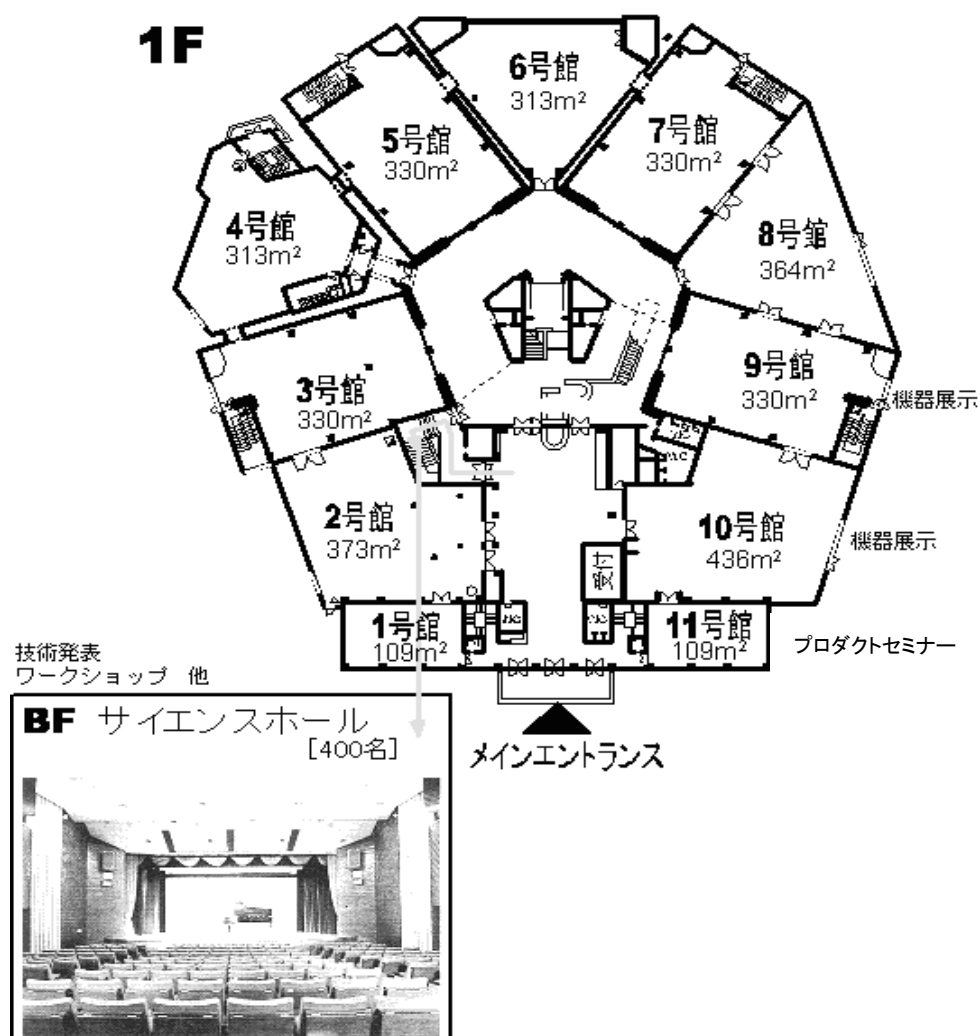 1F
6号館
313m²
5号館
330m²
7号館
330m²
4号館
313m²
8号館
364m²
3号館
330m²
9号館
330m²
機器展示
2号館
373m²
10号館
436m²
機器展示
受付
1号館
109m²
11号館
109m²
プロダクトセミナー
技術発表
ワークショップ 他
BF サイエンスホール
[400名]
メインエントランス